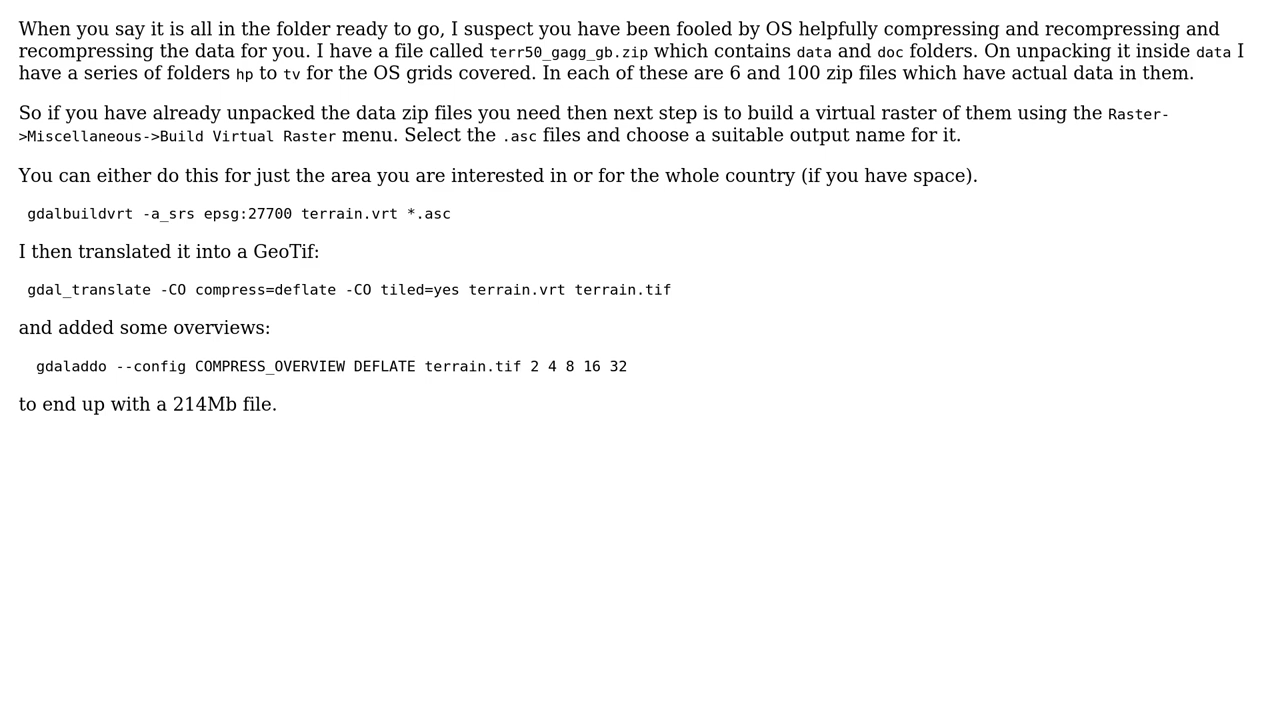 When you say it is all in the folder ready to go, I suspect you have been fooled by OS helpfully compressing and recompressing and
recompressing the data for you. I have a file called terr50_gagg_gb.zip which contains data and doc folders. On unpacking it inside data I
have a series of folders hp to tv for the OS grids covered. In each of these are 6 and 100 zip files which have actual data in them.
So if you have already unpacked the data zip files you need then next step is to build a virtual raster of them using the Raster-
>Miscellaneous->Build Virtual Raster menu. Select the .asc files and choose a suitable output name for it.
You can either do this for just the area you are interested in or for the whole country (if you have space).
gdalbuildvrt -a_srs epsg:27700 terrain.vrt *.asc
I then translated it into a GeoTif:
gdal_translate -CO compress=deflate -CO tiled=yes terrain.vrt terrain.tif
and added some overviews:
gdaladdo --config COMPRESS_OVERVIEW DEFLATE terrain.tif 2 4 8 16 32
to end up with a 214Mb file.